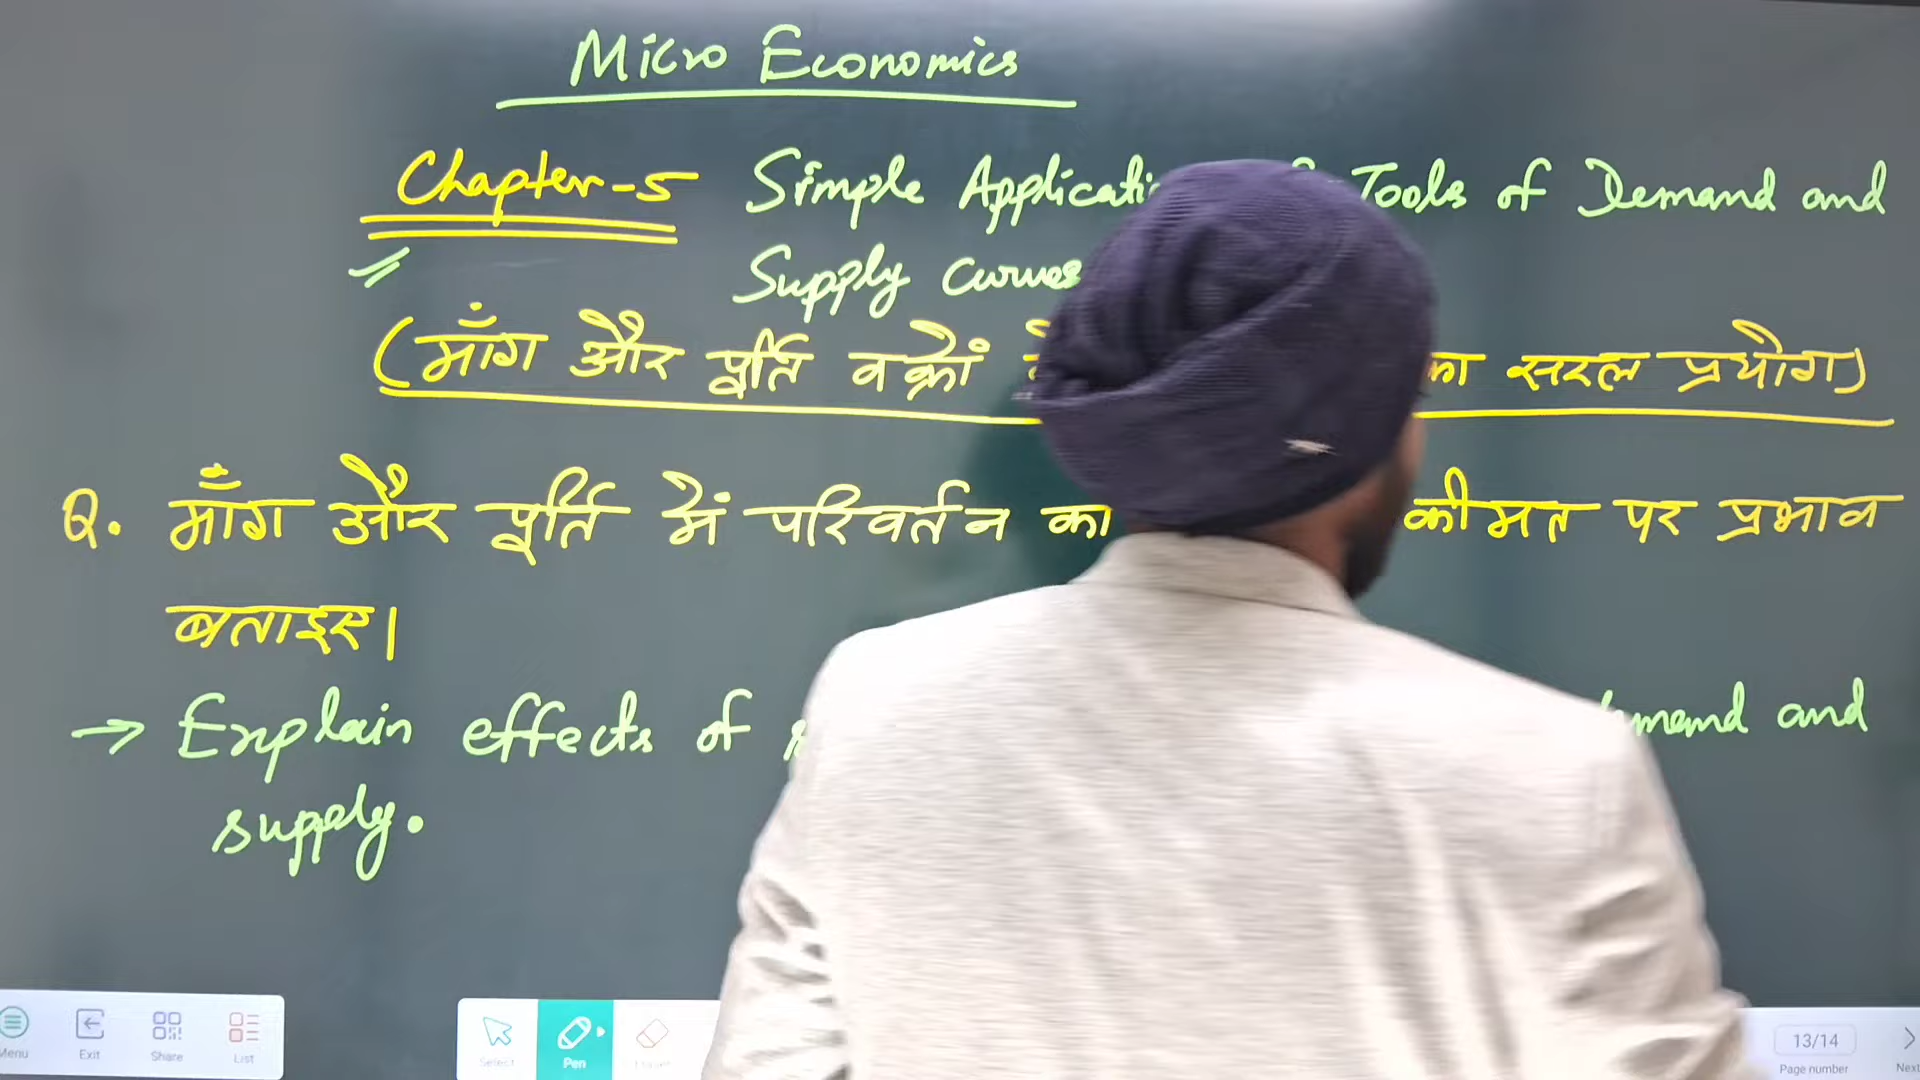 Micro Economics
Chapter-5 Simple Tools of Demand and
Supply Curves
(माँग और पूर्ति वक्रों का सरल प्रयोग)
Q. माँग और पूर्ति में परिवर्तन का कीमत पर प्रभाव
बताइए।
→ Explain effects of and
supply.
Menu
Exit
Share
List
Select
Pen
13/14
Page number
Next